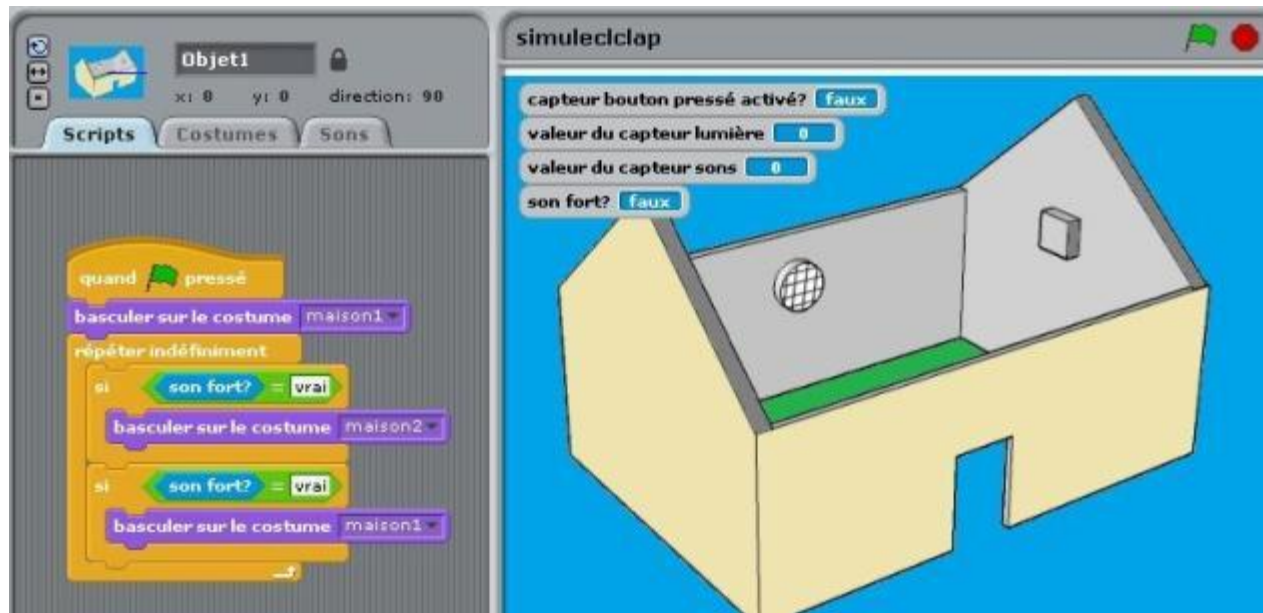 Objet1
x: 0 y: 0 direction: 90
Scripts Costumes Sons
quand pressé
basculer sur le costume maison1
répéter indéfiniment
si son fort? = vrai
basculer sur le costume maison2
si son fort? = vrai
basculer sur le costume maison1
simuleclclap
capteur bouton pressé activé? faux
valeur du capteur lumière 0
valeur du capteur sons 0
son fort? faux